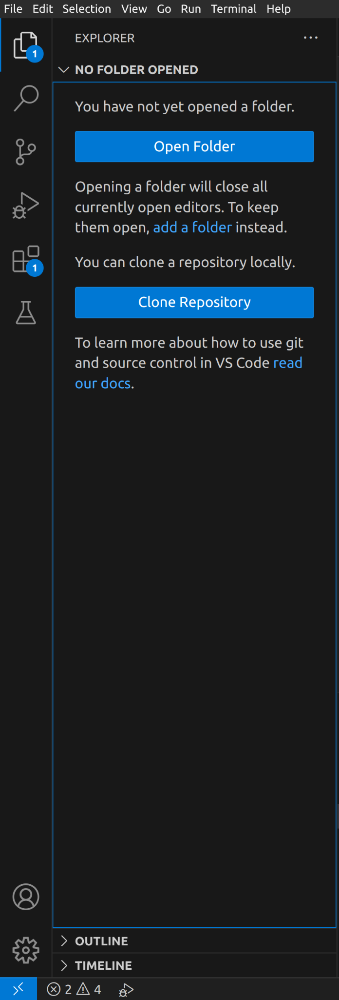 File Edit Selection View Go Run Terminal Help
EXPLORER
1
NO FOLDER OPENED
You have not yet opened a folder.
Open Folder
Opening a folder will close all
currently open editors. To keep
them open, add a folder instead.
You can clone a repository locally.
1
Clone Repository
To learn more about how to use git
and source control in VS Code read
our docs.
OUTLINE
TIMELINE
2 4